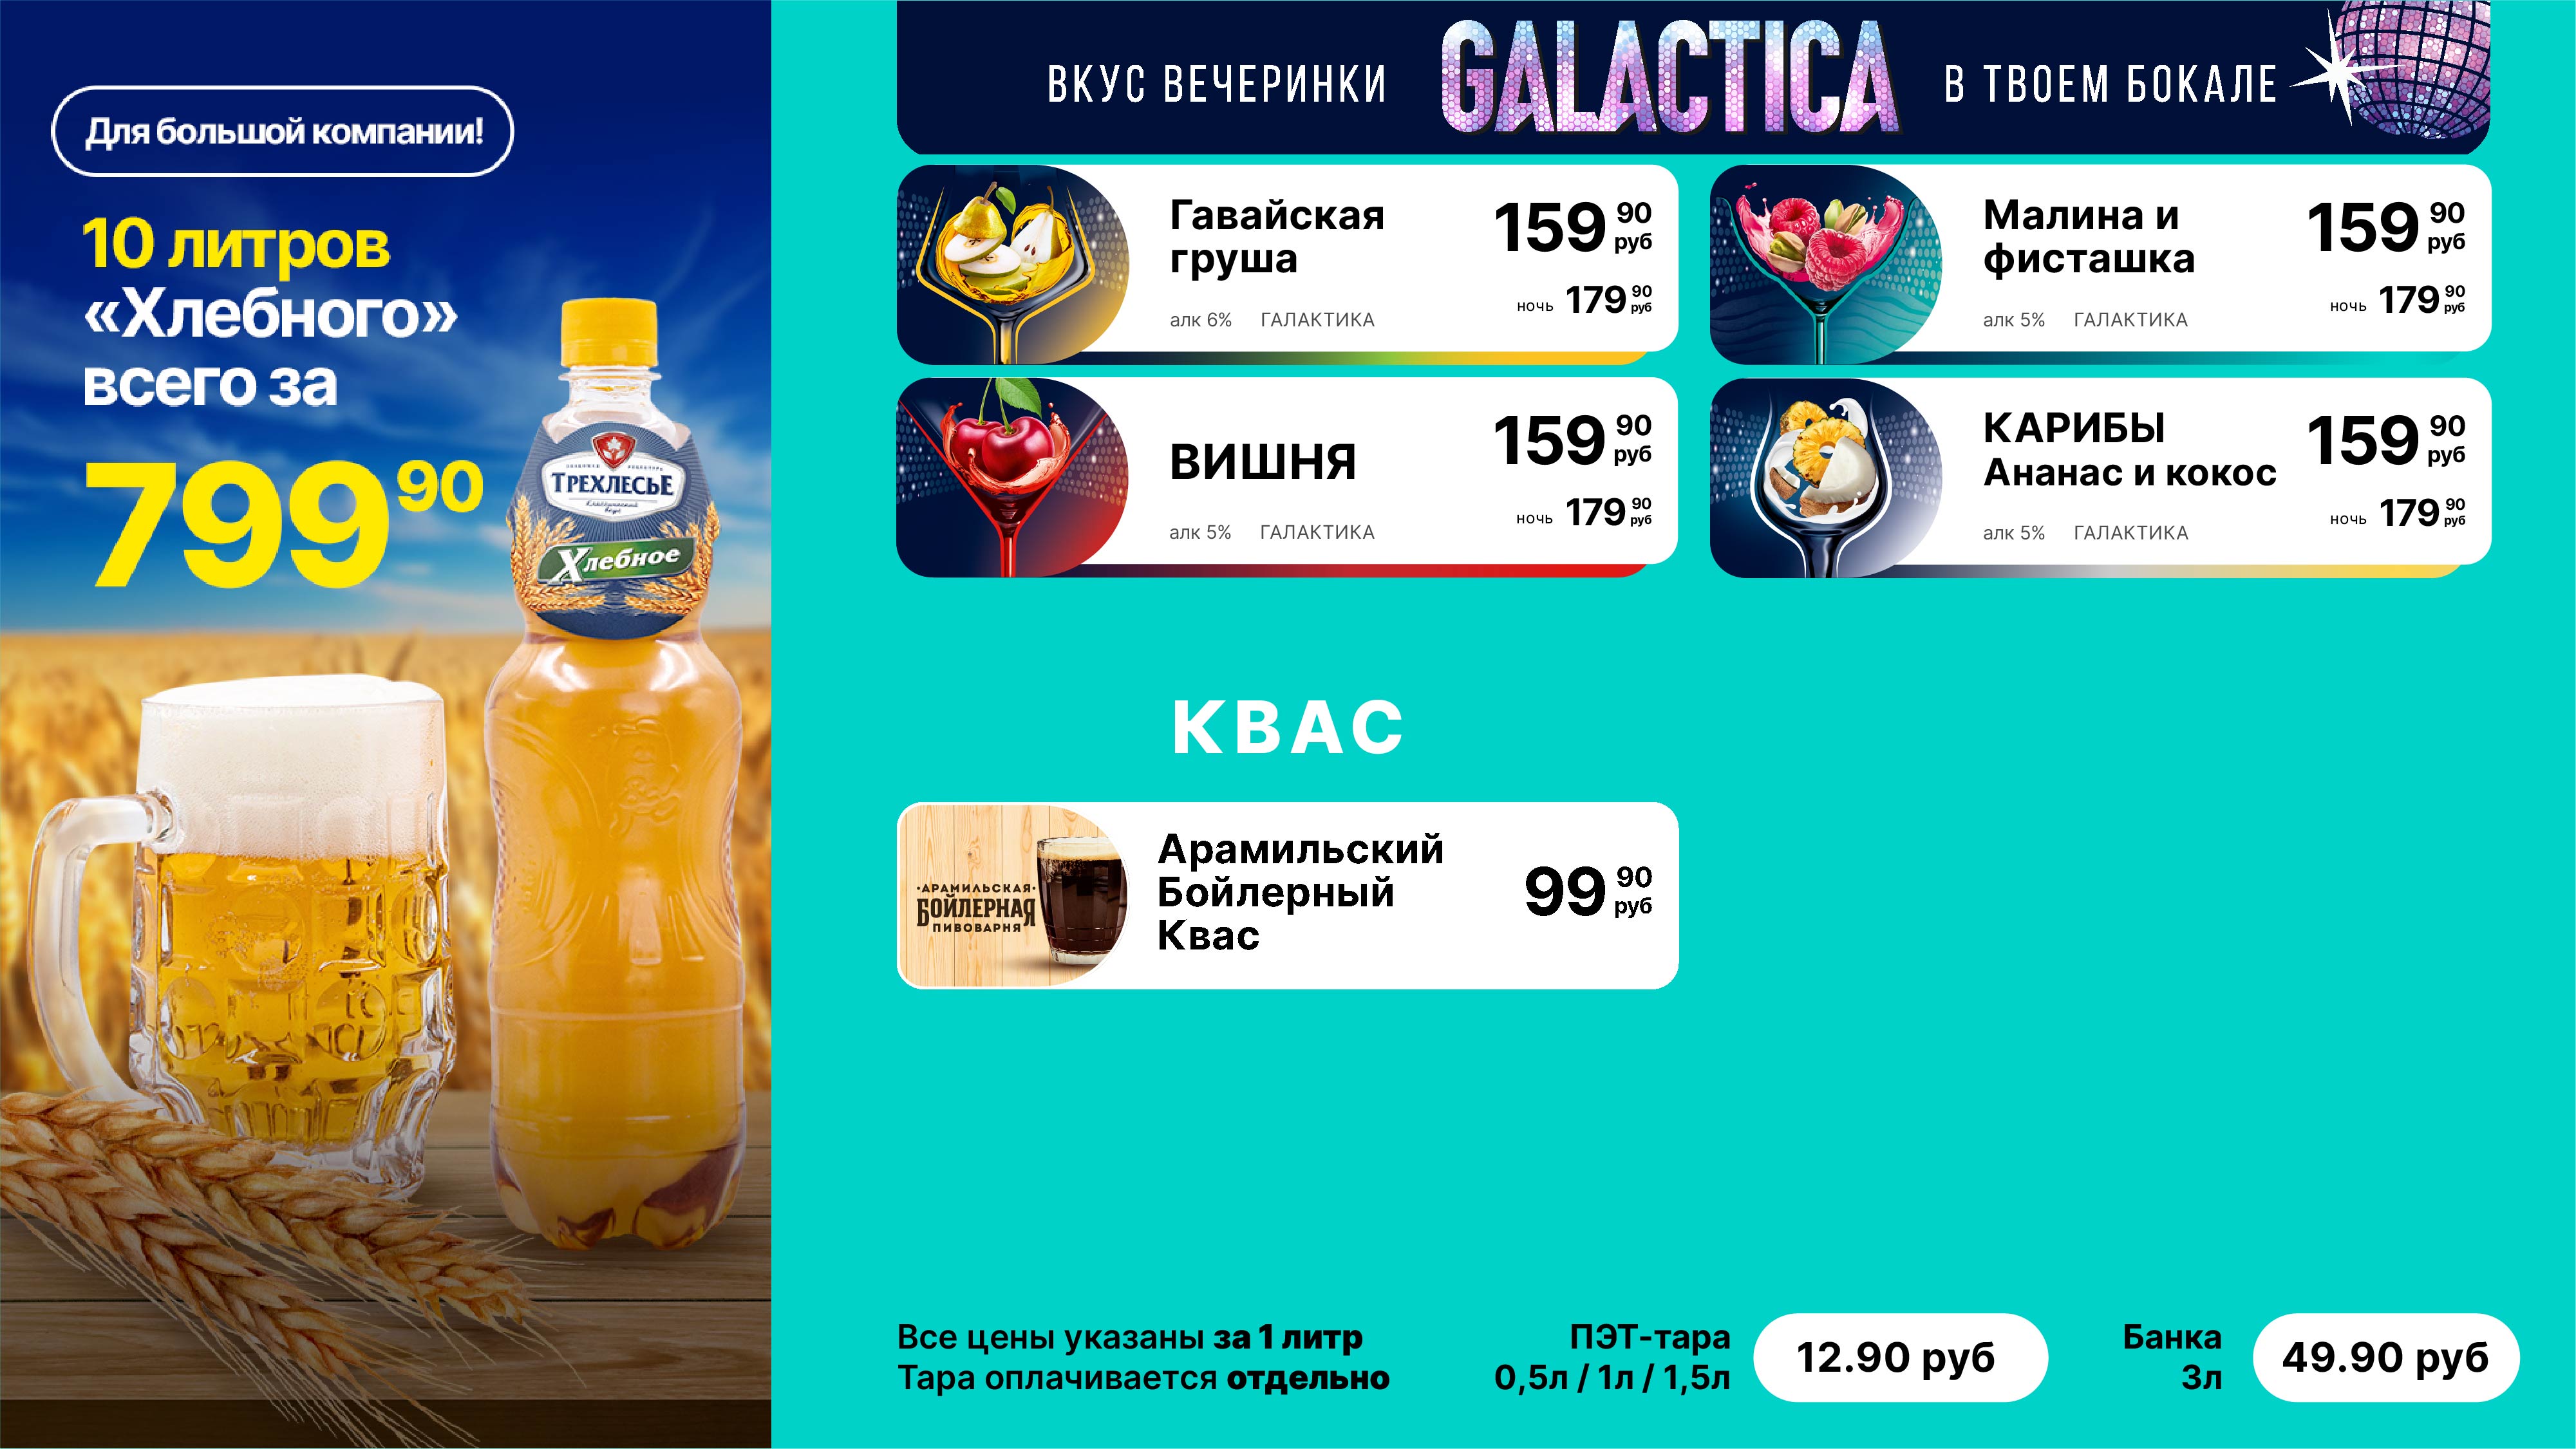 Для большой компании!
10 литров
«Хлебного»
всего за
799 90
ТРЕХЛЕСЬЕ
Классический
вкус
Хлебное
ВКУС ВЕЧЕРИНКИ GALACTICA В ТВОЕМ БОКАЛЕ
Гавайская
груша
159 90 руб
ночь 179 90 руб
алк 6% ГАЛАКТИКА
Малина и
фисташка
159 90 руб
ночь 179 90 руб
алк 5% ГАЛАКТИКА
ВИШНЯ
159 90 руб
ночь 179 90 руб
алк 5% ГАЛАКТИКА
КАРИБЫ
Ананас и кокос
159 90 руб
ночь 179 90 руб
алк 5% ГАЛАКТИКА
КВАС
·АРАМИЛЬСКАЯ·
БОЙЛЕРНАЯ
ПИВОВАРНЯ
Арамильский
Бойлерный
Квас
99 90 руб
Все цены указаны за 1 литр
Тара оплачивается отдельно
ПЭТ-тара
0,5л / 1л / 1,5л
12.90 руб
Банка
3л
49.90 руб